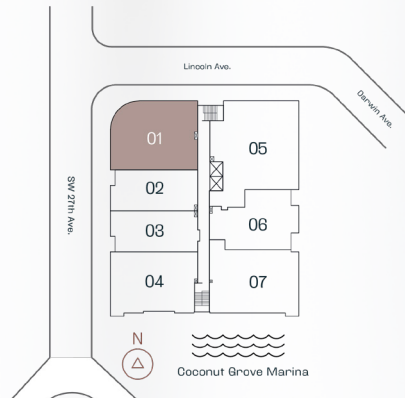 Lincoln Ave.
Darwin Ave.
SW 27th Ave.
01
05
02
03
06
04
07
N
Coconut Grove Marina